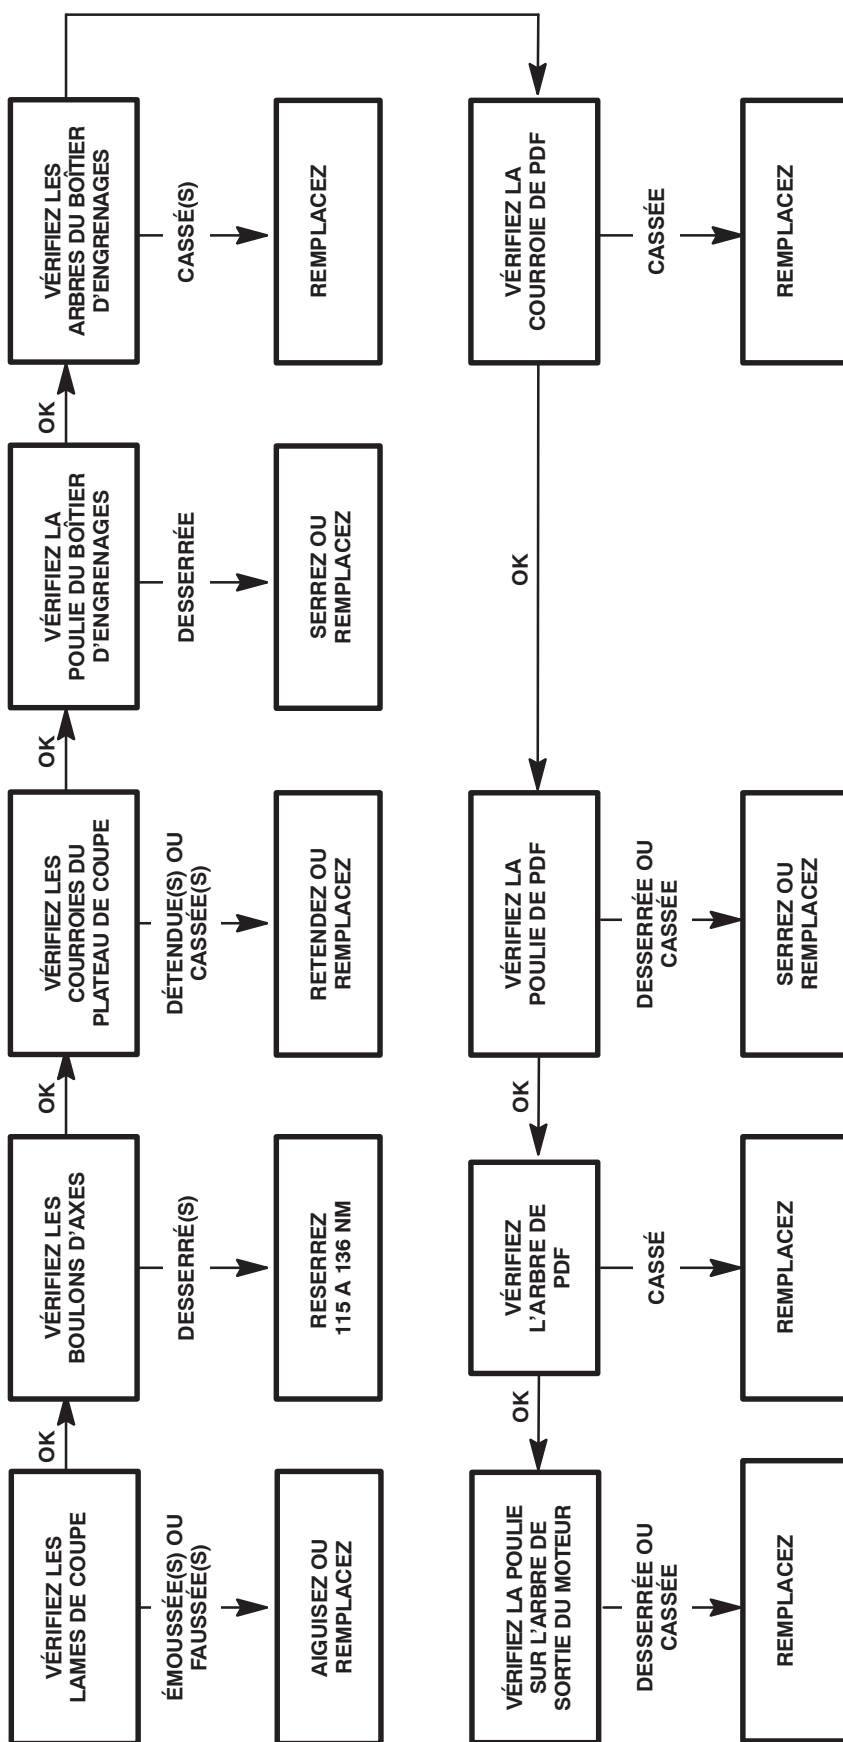 VÉRIFIEZ LES
LAMES DE COUPE
OK
VÉRIFIEZ LES
BOULONS D'AXES
OK
VÉRIFIEZ LES
COURROIES DU
PLATEAU DE COUPE
OK
VÉRIFIEZ LA
POULIE DU BOÎTIER
D'ENGRENAGES
OK
VÉRIFIEZ LES
ARBRES DU BOÎTIER
D'ENGRENAGES
ÉMOUSSÉE(S) OU
FAUSSÉE(S)
DESSERRÉ(S)
DÉTENDUE(S) OU
CASSÉE(S)
DESSERRÉE
CASSÉ(S)
AIGUISEZ OU
REMPLACEZ
RESERREZ
115 A 136 NM
RETENDEZ OU
REMPLACEZ
SERREZ OU
REMPLACEZ
REMPLACEZ
VÉRIFIEZ LA POULIE
SUR L'ARBRE DE
SORTIE DU MOTEUR
OK
VÉRIFIEZ
L'ARBRE DE
PDF
OK
VÉRIFIEZ LA
POULIE DE PDF
OK
VÉRIFIEZ LA
COURROIE DE PDF
DESSERRÉE OU
CASSÉE
CASSÉ
DESSERRÉE OU
CASSÉE
CASSÉE
REMPLACEZ
REMPLACEZ
SERREZ OU
REMPLACEZ
REMPLACEZ